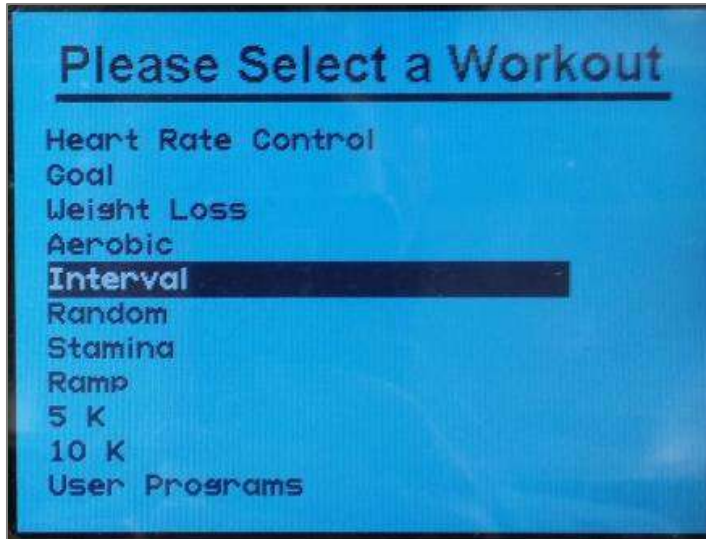 Please Select a Workout
Heart Rate Control
Goal
Weight Loss
Aerobic
Interval
Random
Stamina
Ramp
5 K
10 K
User Programs